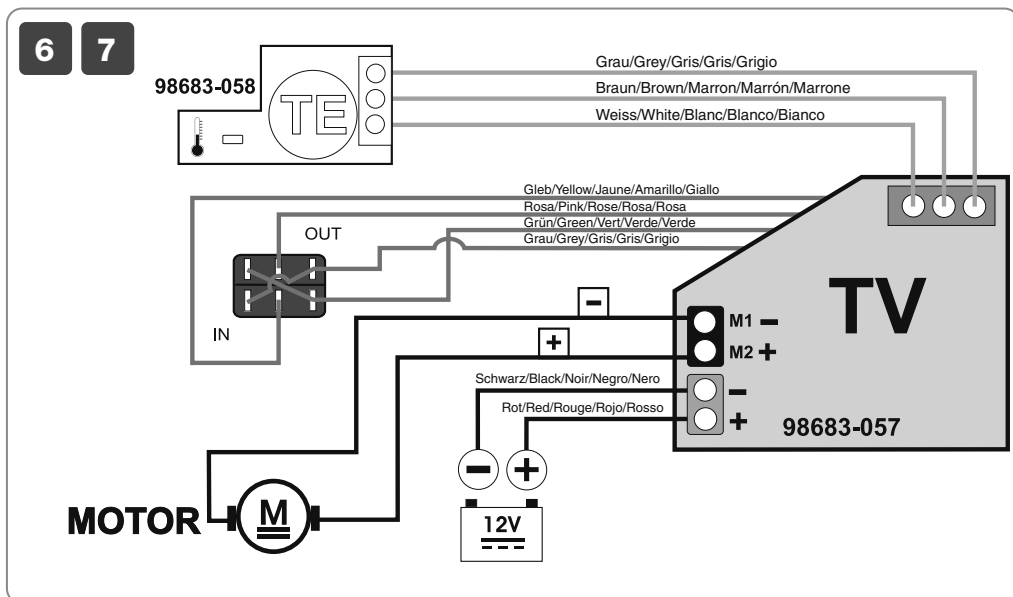 6 7
98683-058
TE
Grau/Grey/Gris/Gris/Grigio
Braun/Brown/Marron/Marrón/Marrone
Weiss/White/Blanc/Blanco/Bianco
Gleb/Yellow/Jaune/Amarillo/Giallo
Rosa/Pink/Rose/Rosa/Rosa
Grün/Green/Vert/Verde/Verde
Grau/Grey/Gris/Gris/Grigio
OUT
IN
TV
-
M1 -
+
M2 +
Schwarz/Black/Noir/Negro/Nero
-
Rot/Red/Rouge/Rojo/Rosso
+
98683-057
- +
MOTOR
M
12V